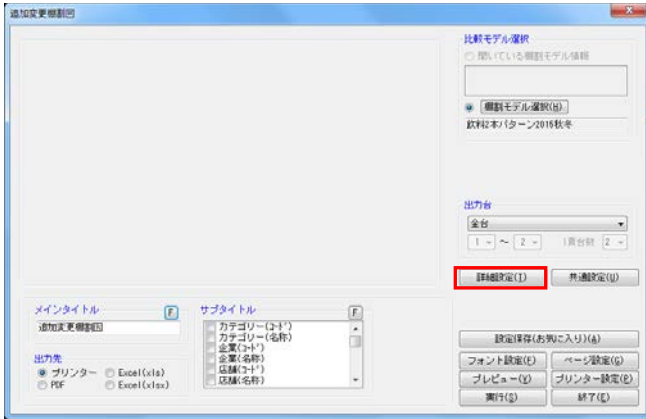 追加変更棚割図
比較モデル選択
開いている棚割モデル情報
棚割モデル選択(H)
飲料2本パターン2015秋冬
出力台
全台
1 ～ 2 1頁台数 2
詳細設定(T) 共通設定(U)
メインタイトル F
追加変更棚割図
出力先
プリンター Excel(xls)
PDF Excel(xlsx)
サブタイトル F
カテゴリー(コード)
カテゴリー(名称)
企業(コード)
企業(名称)
店舗(コード)
店舗(名称)
設定保存(お気に入り)(A)
フォント設定(F) ページ設定(G)
プレビュー(V) プリンター設定(P)
実行(S) 終了(E)